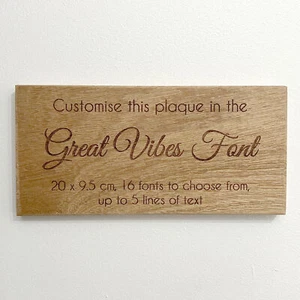 Customise this plaque in the
Great Vibes Font
20 x 9.5 cm, 16 fonts to choose from,
up to 5 lines of text